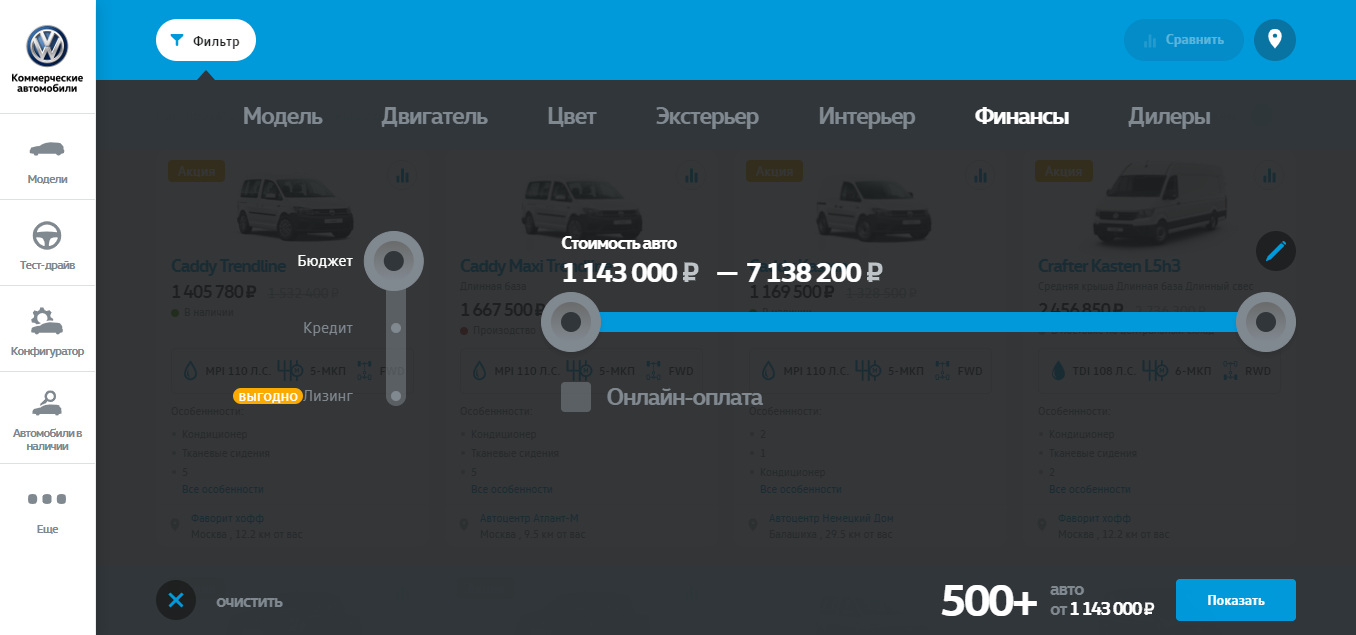 Коммерческие
автомобили
Модели
Тест-драйв
Конфигуратор
Автомобили в
наличии
Еще
Фильтр
Сравнить
Модель Двигатель Цвет Экстерьер Интерьер Финансы Дилеры
Акция
Акция
Акция
Стоимость авто
1 143 000 ₽ — 7 138 200 ₽
Бюджет
Кредит
ВЫГОДНО Лизинг
Онлайн-оплата
Caddy Trendline
1 405 780 ₽ 1 532 400 ₽
В наличии
MPI 110 Л.С. 5-МКП FWD
Особенности:
Кондиционер
Тканевые сидения
5
Все особенности
Фаворит хофф
Москва , 12.2 км от вас
Caddy Maxi
Длинная база
1 667 500 ₽
Производство
MPI 110 Л.С. 5-МКП FWD
Особенности:
Кондиционер
Тканевые сидения
5
Все особенности
Автоцентр Атлант-М
Москва , 9.5 км от вас
1 169 500 ₽ 1 328 500 ₽
MPI 110 Л.С. 5-МКП FWD
2
1
Кондиционер
Все особенности
Автоцентр Немецкий Дом
Балашиха , 29.5 км от вас
Crafter Kasten L5h3
Средняя крыша Длинная база Длинный свес
2 456 850 ₽
TDI 108 Л.С. 6-МКП RWD
Особенности:
Кондиционер
Тканевые сидения
2
Все особенности
Фаворит хофф
Москва , 12.2 км от вас
ОЧИСТИТЬ
500+
авто
от 1 143 000 ₽
Показать